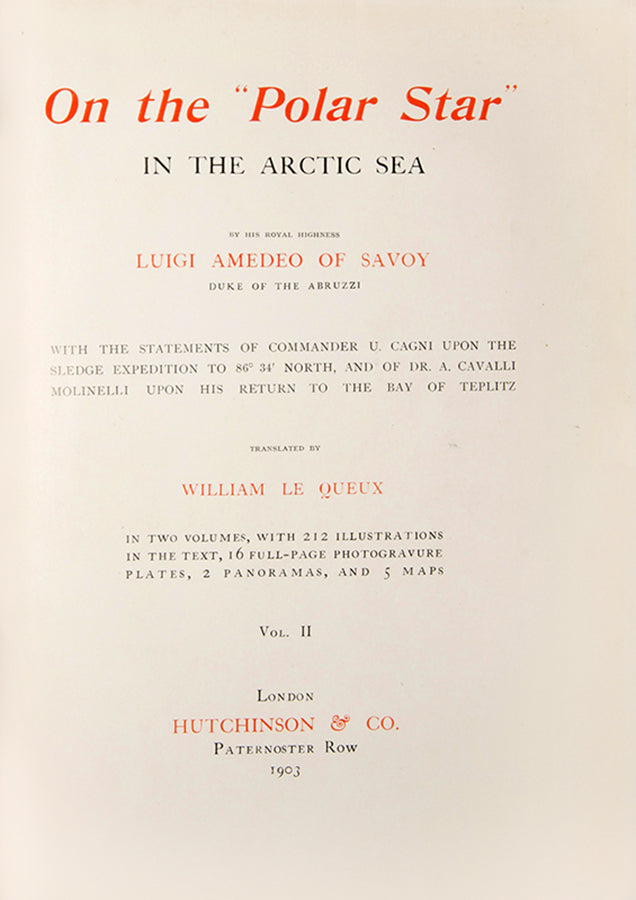 On the "Polar Star"
IN THE ARCTIC SEA
BY HIS ROYAL HIGHNESS
LUIGI AMEDEO OF SAVOY
DUKE OF THE ABRUZZI
WITH THE STATEMENTS OF COMMANDER U. CAGNI UPON THE
SLEDGE EXPEDITION TO 86° 34' NORTH, AND OF DR. A. CAVALLI
MOLINELLI UPON HIS RETURN TO THE BAY OF TEPLITZ
TRANSLATED BY
WILLIAM LE QUEUX
IN TWO VOLUMES, WITH 212 ILLUSTRATIONS
IN THE TEXT, 16 FULL-PAGE PHOTOGRAVURE
PLATES, 2 PANORAMAS, AND 5 MAPS
VOL. II
LONDON
HUTCHINSON & CO.
PATERNOSTER ROW
1903